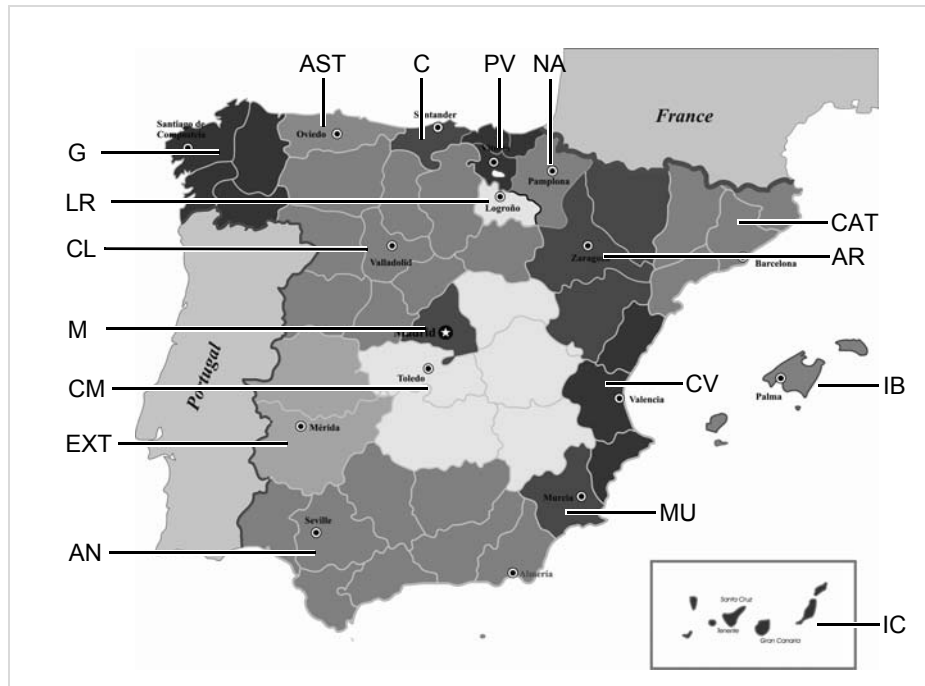 AST
C
PV
NA
Santander
France
Santiago de
Compostela
Oviedo
G
Pamplona
LR
Logroño
CAT
CL
Valladolid
Zarago
AR
Barcelona
M
Madrid
Portugal
Toledo
CM
CV
Palma
IB
Valencia
EXT
Mérida
Murcia
MU
Seville
AN
Almería
Santa Cruz
Tenerife
Gran Canaria
IC